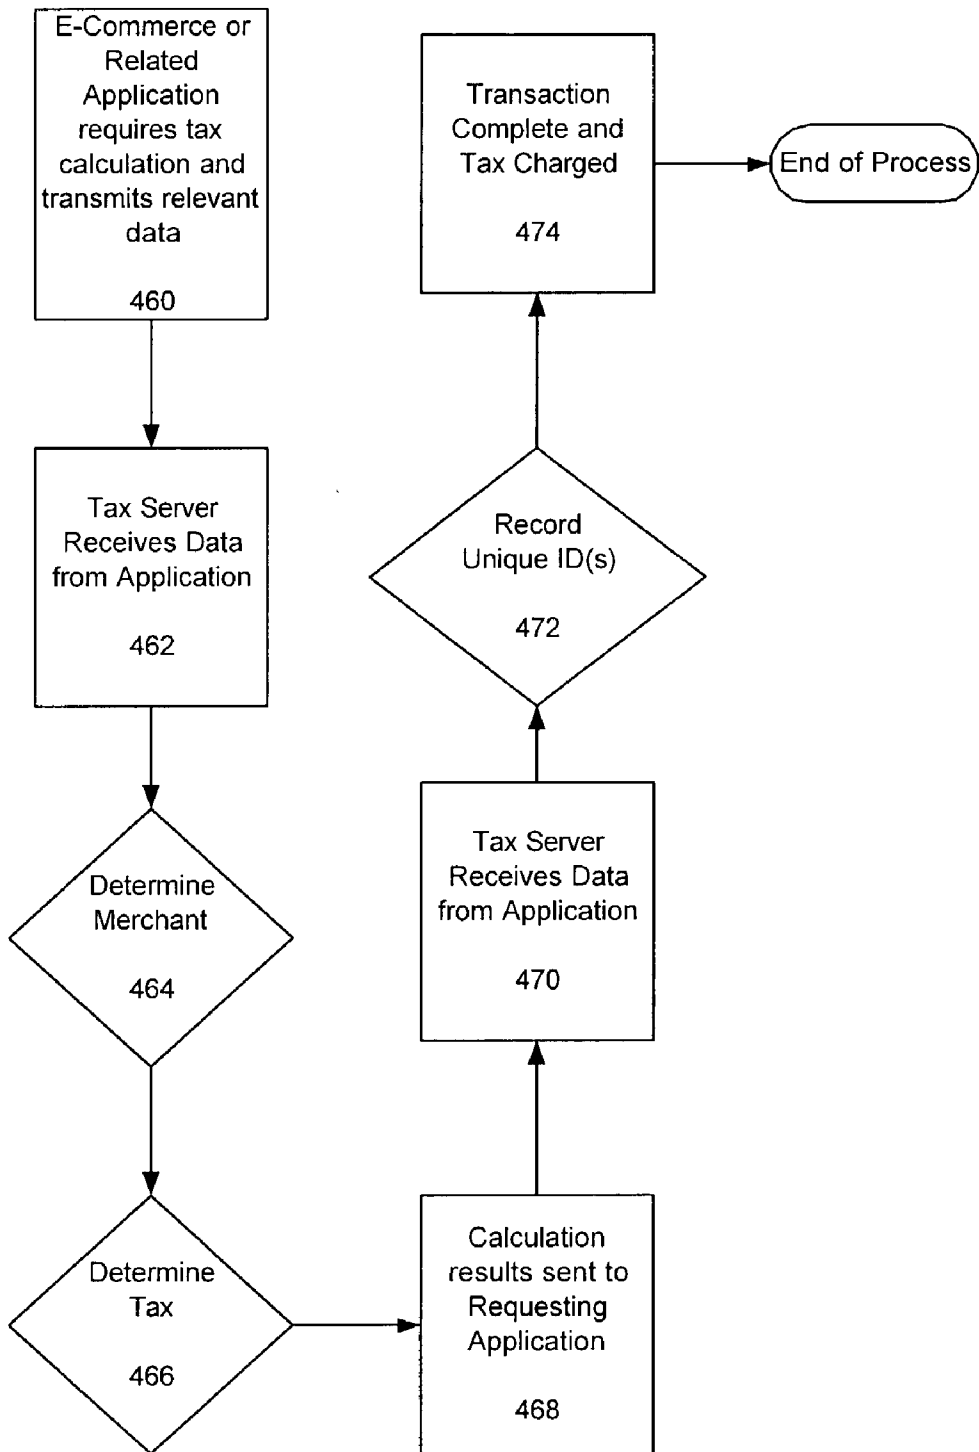 E-Commerce or
Related
Application
requires tax
calculation and
transmits relevant
data
460
Tax Server
Receives Data
from Application
462
Determine
Merchant
464
Determine
Tax
466
Calculation
results sent to
Requesting
Application
468
Tax Server
Receives Data
from Application
470
Record
Unique ID(s)
472
Transaction
Complete and
Tax Charged
474
End of Process